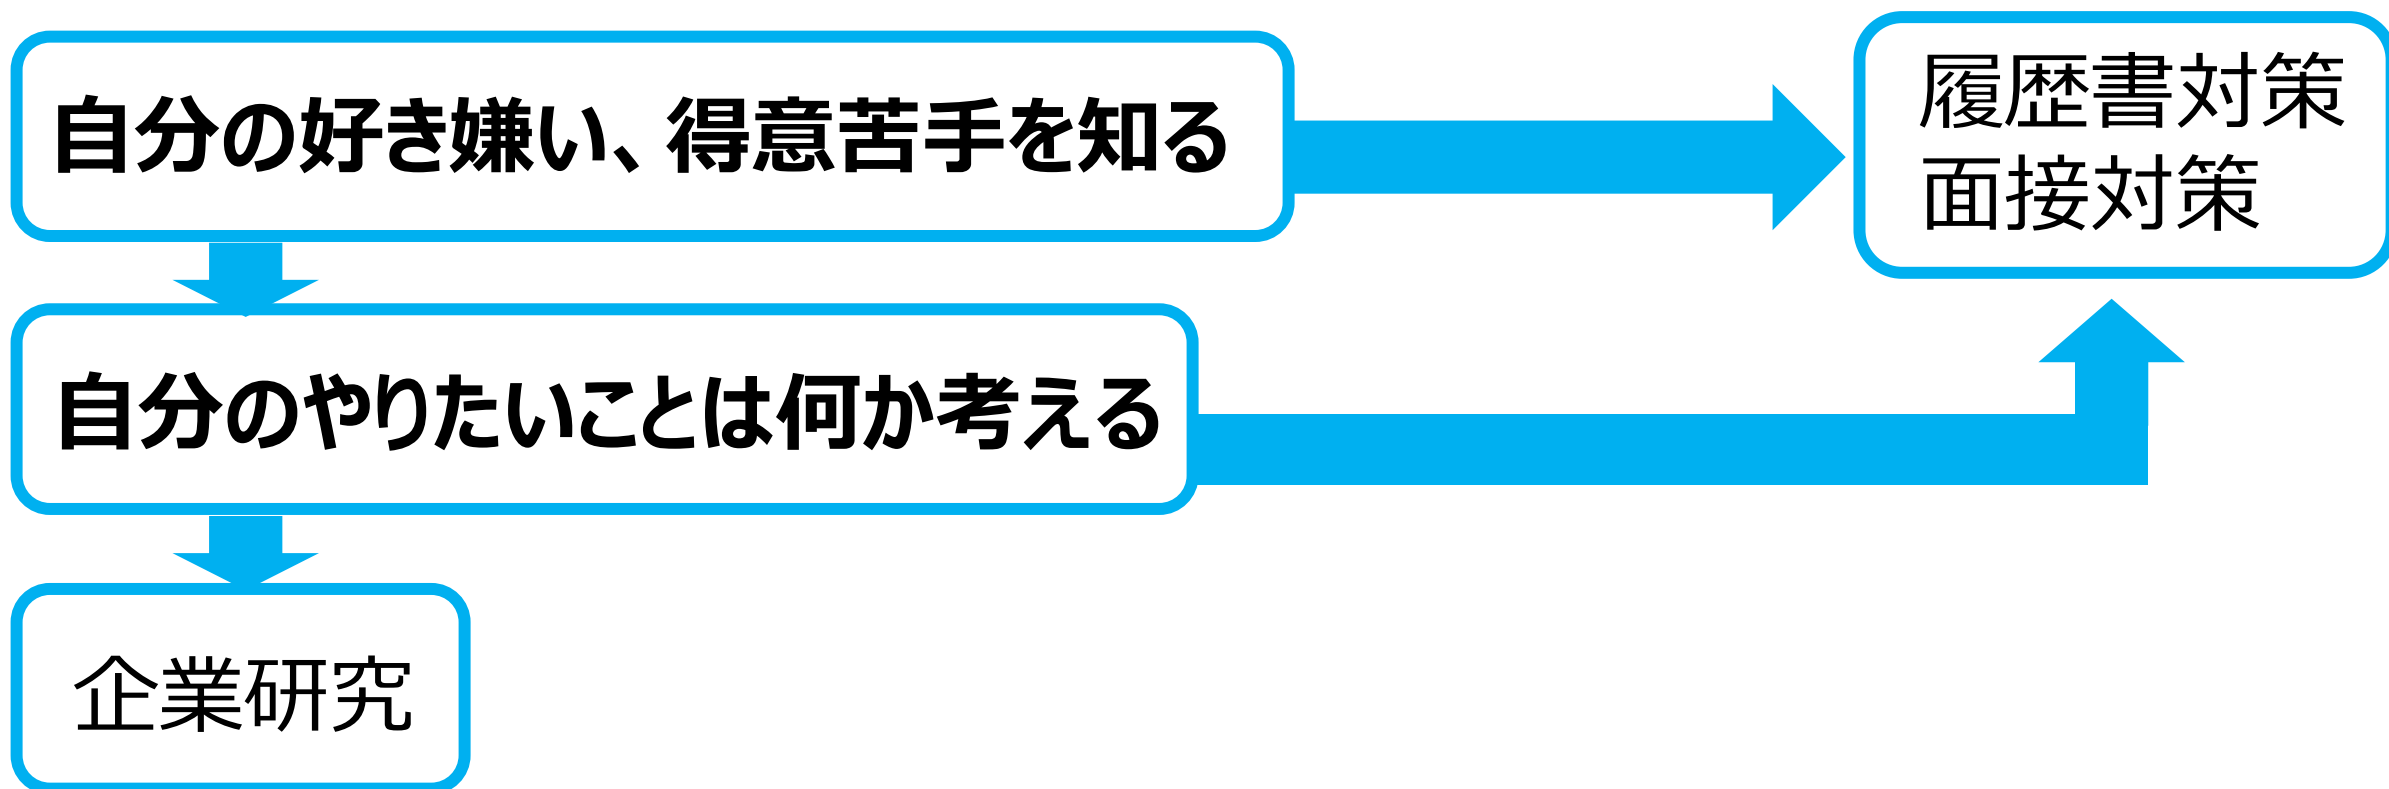 自分の好き嫌い、得意苦手を知る
履歴書対策
面接対策
自分のやりたいことは何か考える
企業研究